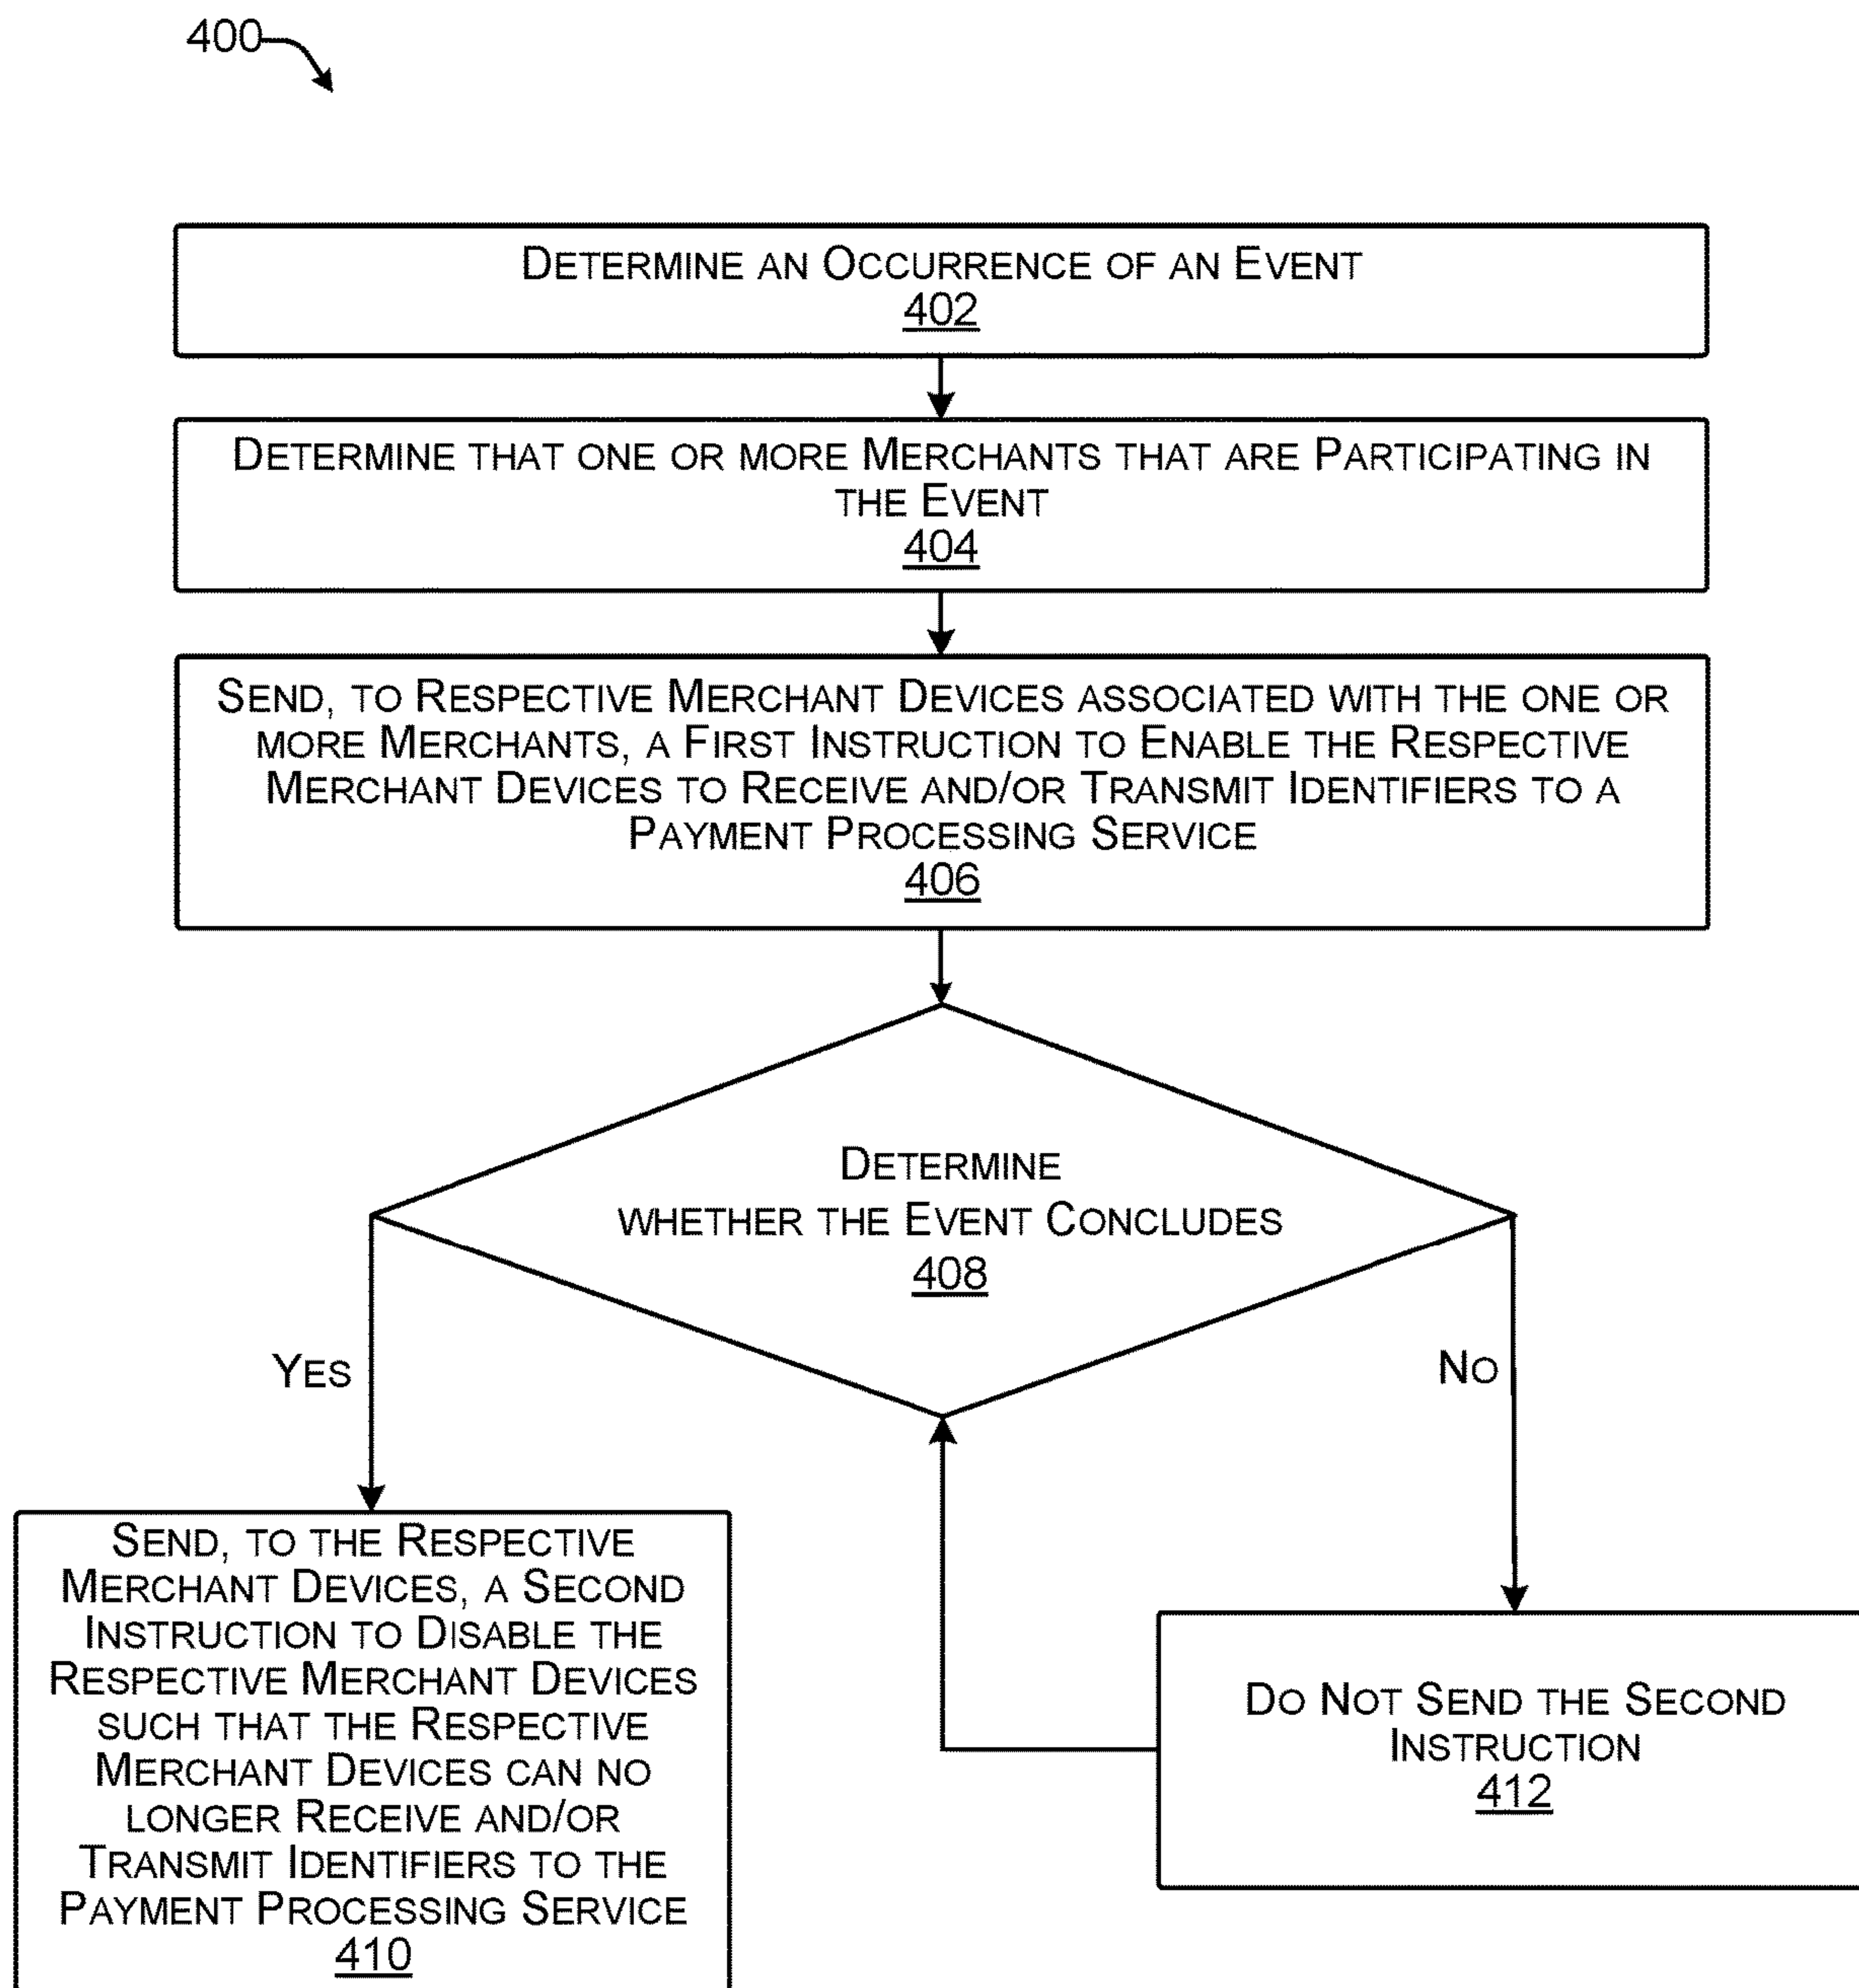 400
DETERMINE AN OCCURRENCE OF AN EVENT
402
DETERMINE THAT ONE OR MORE MERCHANTS THAT ARE PARTICIPATING IN
THE EVENT
404
SEND, TO RESPECTIVE MERCHANT DEVICES ASSOCIATED WITH THE ONE OR
MORE MERCHANTS, A FIRST INSTRUCTION TO ENABLE THE RESPECTIVE
MERCHANT DEVICES TO RECEIVE AND/OR TRANSMIT IDENTIFIERS TO A
PAYMENT PROCESSING SERVICE
406
DETERMINE
WHETHER THE EVENT CONCLUDES
408
YES
NO
SEND, TO THE RESPECTIVE
MERCHANT DEVICES, A SECOND
INSTRUCTION TO DISABLE THE
RESPECTIVE MERCHANT DEVICES
SUCH THAT THE RESPECTIVE
MERCHANT DEVICES CAN NO
LONGER RECEIVE AND/OR
TRANSMIT IDENTIFIERS TO THE
PAYMENT PROCESSING SERVICE
410
DO NOT SEND THE SECOND
INSTRUCTION
412